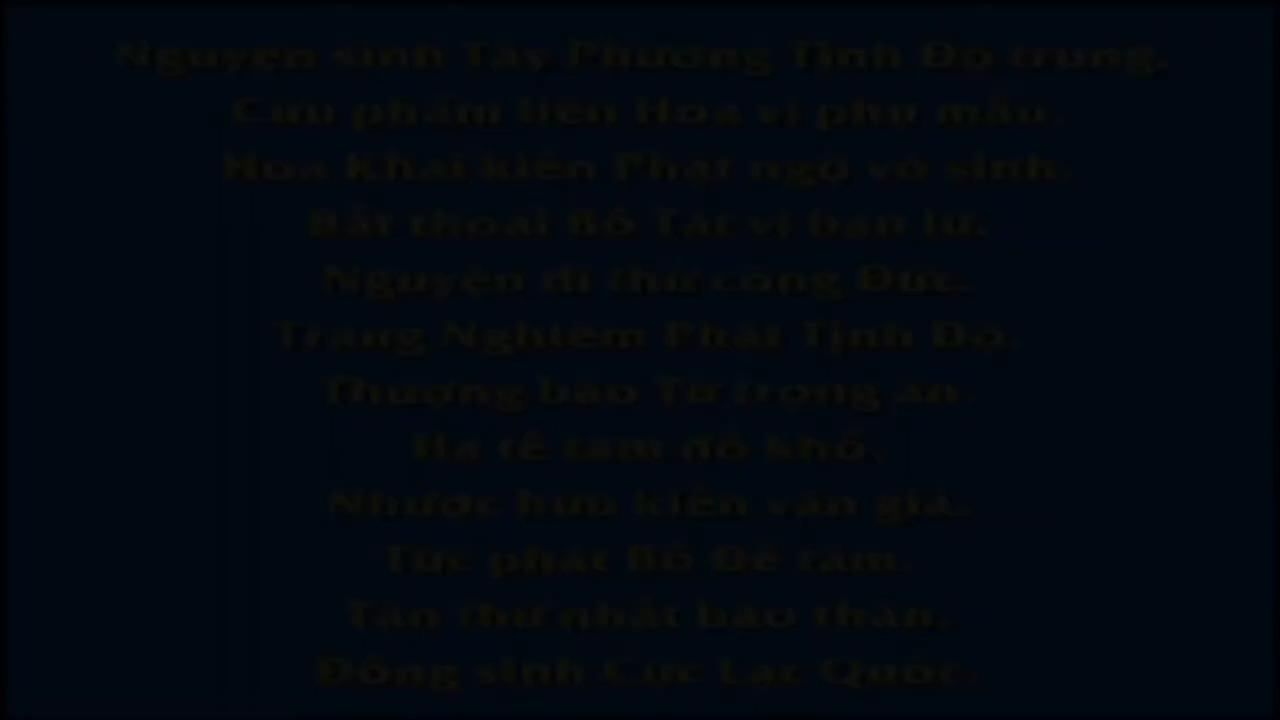 Nguyện sinh Tây Phương Tịnh Độ trung.
Cửu phẩm liên Hoa vi phụ mẫu.
Hoa Khai kiến Phật ngộ vô sinh.
Bất thoái Bồ Tát vi bạn lữ.
Nguyện dĩ thử công Đức.
Trang Nghiêm Phật Tịnh Độ.
Thượng báo Tứ trọng ân.
Hạ tế tam đồ khổ.
Nhược hữu kiến văn giả.
Tức phát Bồ Đề tâm.
Tận thử nhất báo thân.
Đồng sinh Cực Lạc Quốc.